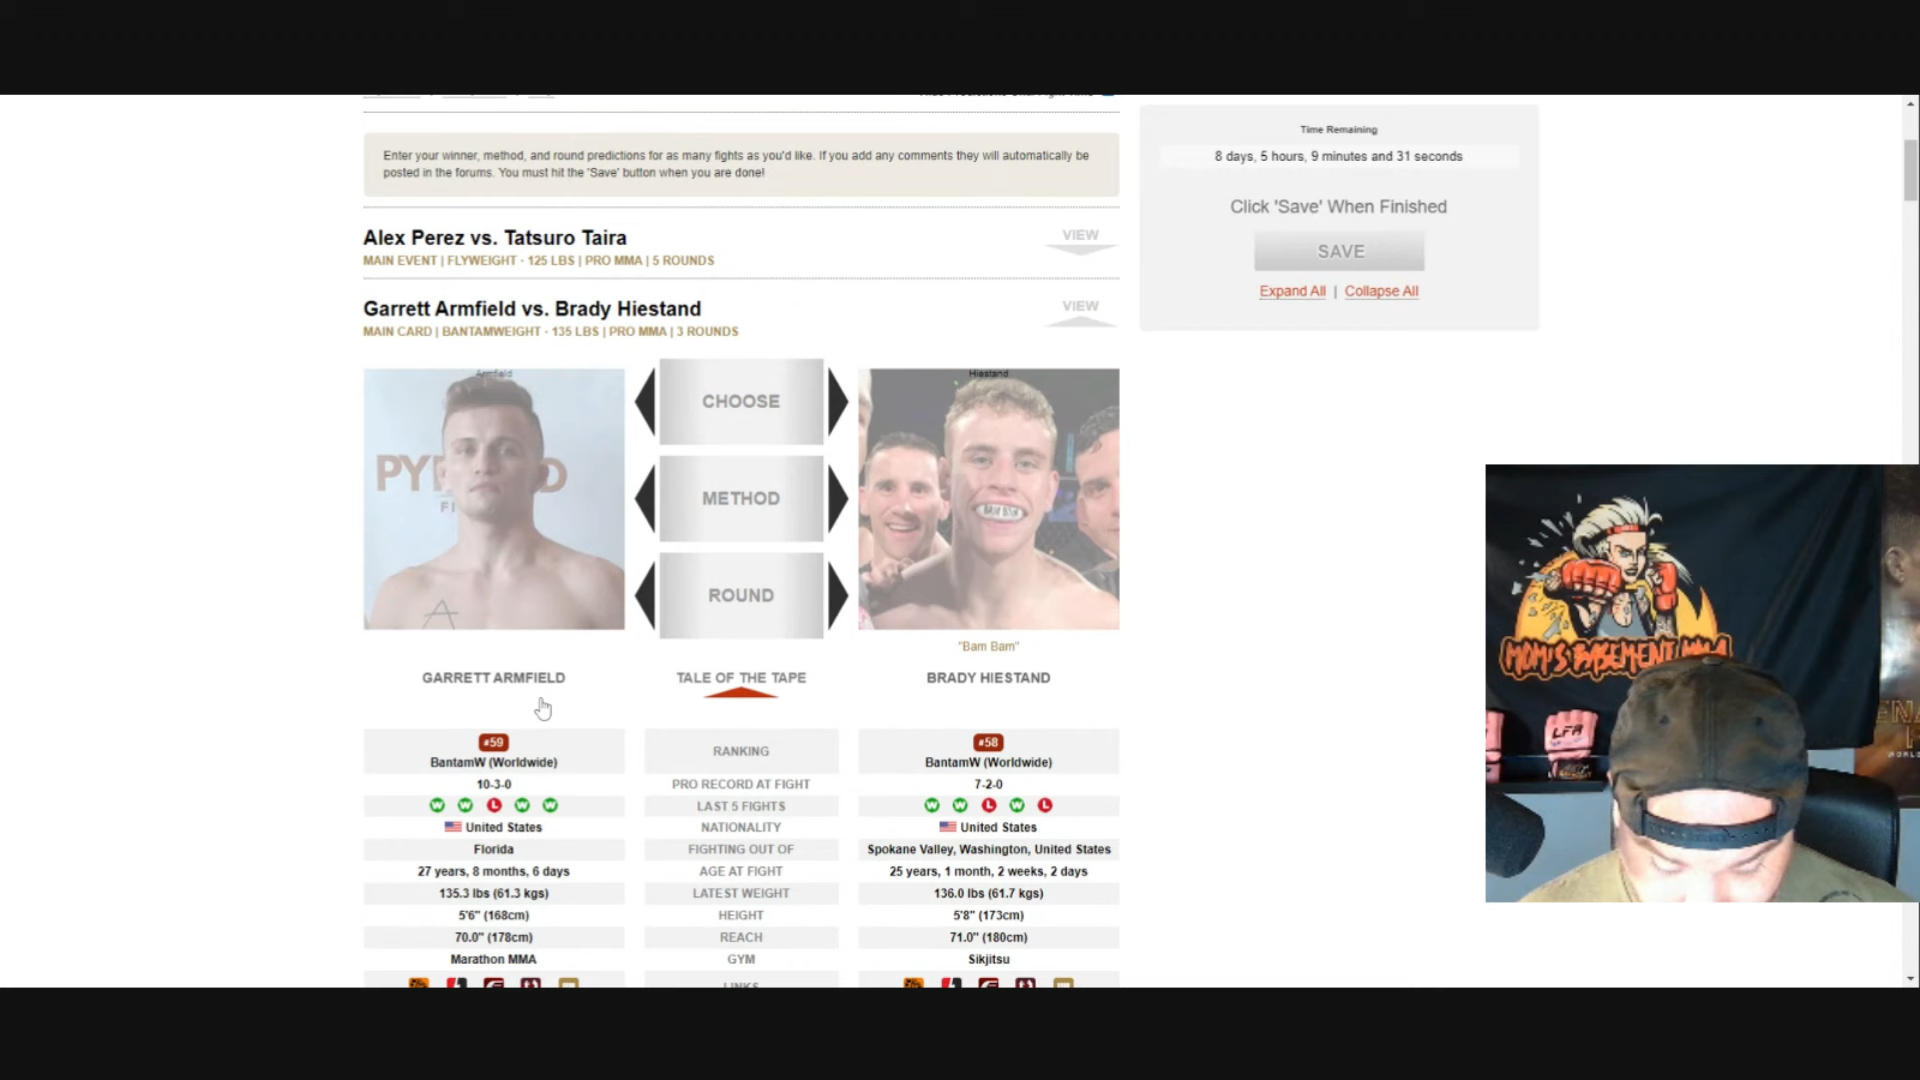 Time Remaining
8 days, 5 hours, 9 minutes and 31 seconds
Enter your winner, method, and round predictions for as many fights as you'd like. If you add any comments they will automatically be
posted in the forums. You must hit the 'Save' button when you are done!
Click 'Save' When Finished
SAVE
Expand All | Collapse All
Alex Perez vs. Tatsuro Taira
VIEW
MAIN EVENT | FLYWEIGHT · 125 LBS | PRO MMA | 5 ROUNDS
Garrett Armfield vs. Brady Hiestand
VIEW
MAIN CARD | BANTAMWEIGHT · 135 LBS | PRO MMA | 3 ROUNDS
Armfield
Hiestand
CHOOSE
METHOD
ROUND
"Bam Bam"
GARRETT ARMFIELD TALE OF THE TAPE BRADY HIESTAND
#59 RANKING #58
BantamW (Worldwide) BantamW (Worldwide)
10-3-0 PRO RECORD AT FIGHT 7-2-0
W W L W W LAST 5 FIGHTS W W L W L
United States NATIONALITY United States
Florida FIGHTING OUT OF Spokane Valley, Washington, United States
27 years, 8 months, 6 days AGE AT FIGHT 25 years, 1 month, 2 weeks, 2 days
135.3 lbs (61.3 kgs) LATEST WEIGHT 136.0 lbs (61.7 kgs)
5'6" (168cm) HEIGHT 5'8" (173cm)
70.0" (178cm) REACH 71.0" (180cm)
Marathon MMA GYM Sikjitsu
LINKS
MOM'S BASEMENT MMA
LFA